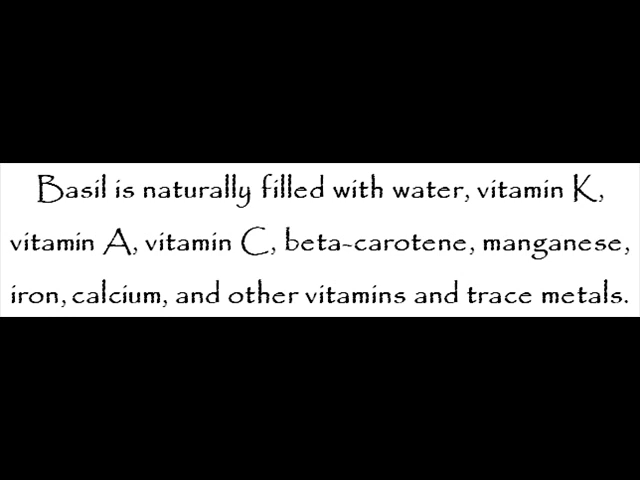 Basil is naturally filled with water, vitamin K,
vitamin A, vitamin C, beta-carotene, manganese,
iron, calcium, and other vitamins and trace metals.